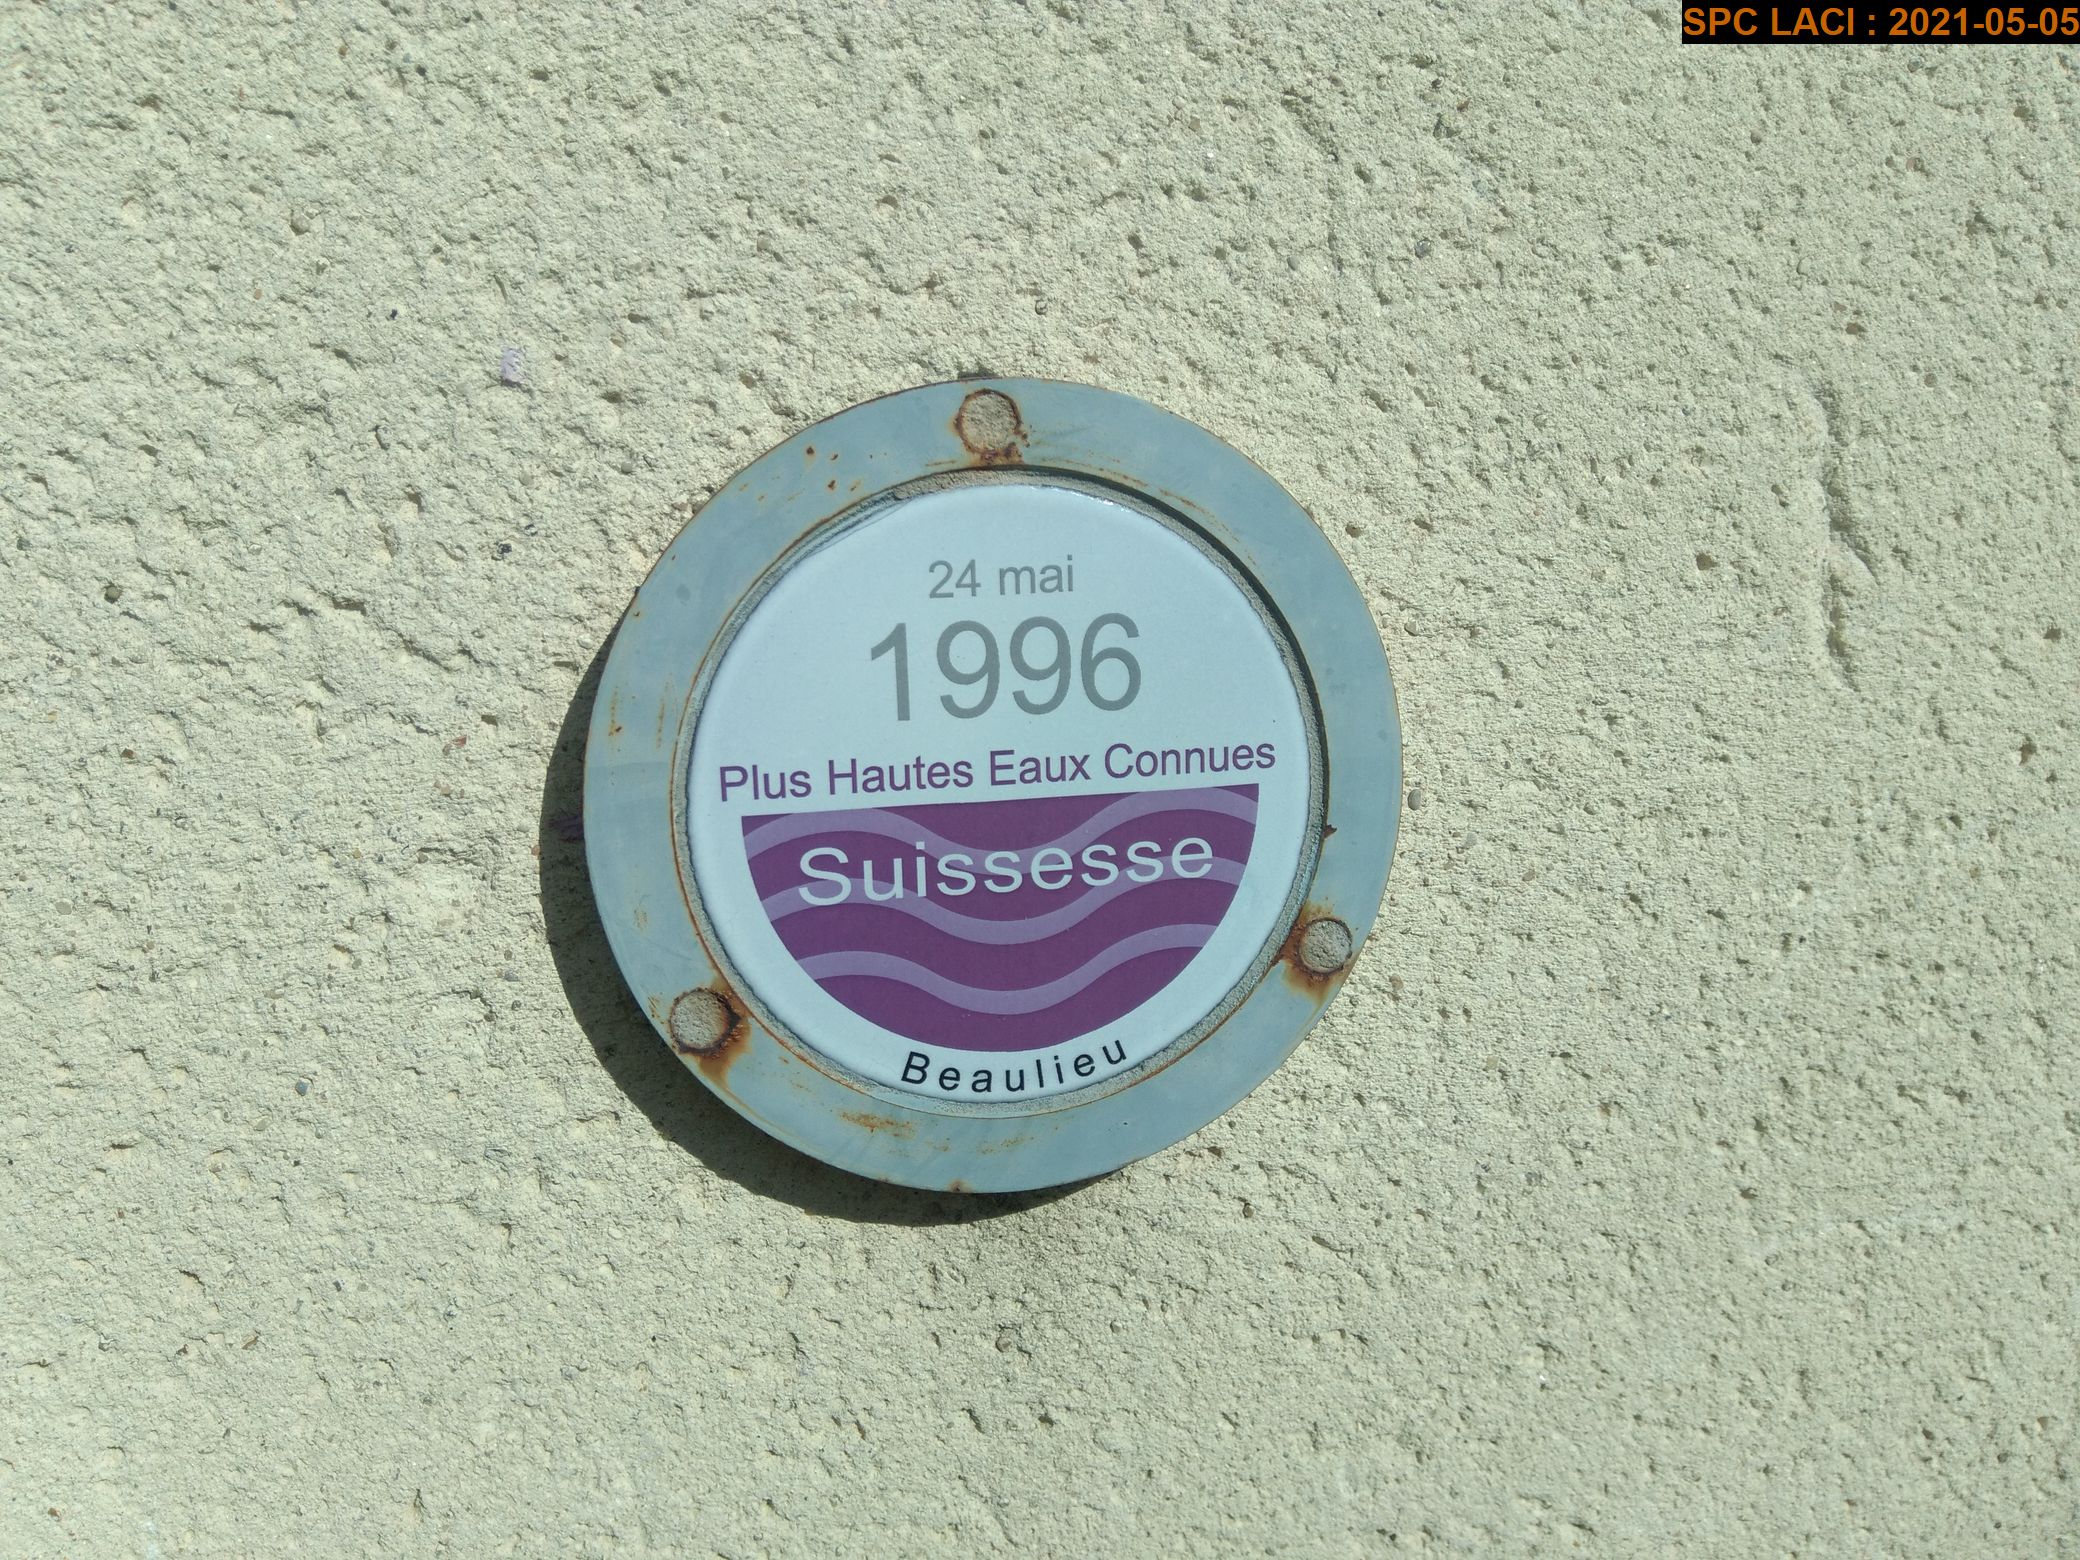 SPC LACI : 2021-05-05
24 mai
1996
Plus Hautes Eaux Connues
Suissesse
Beaulieu